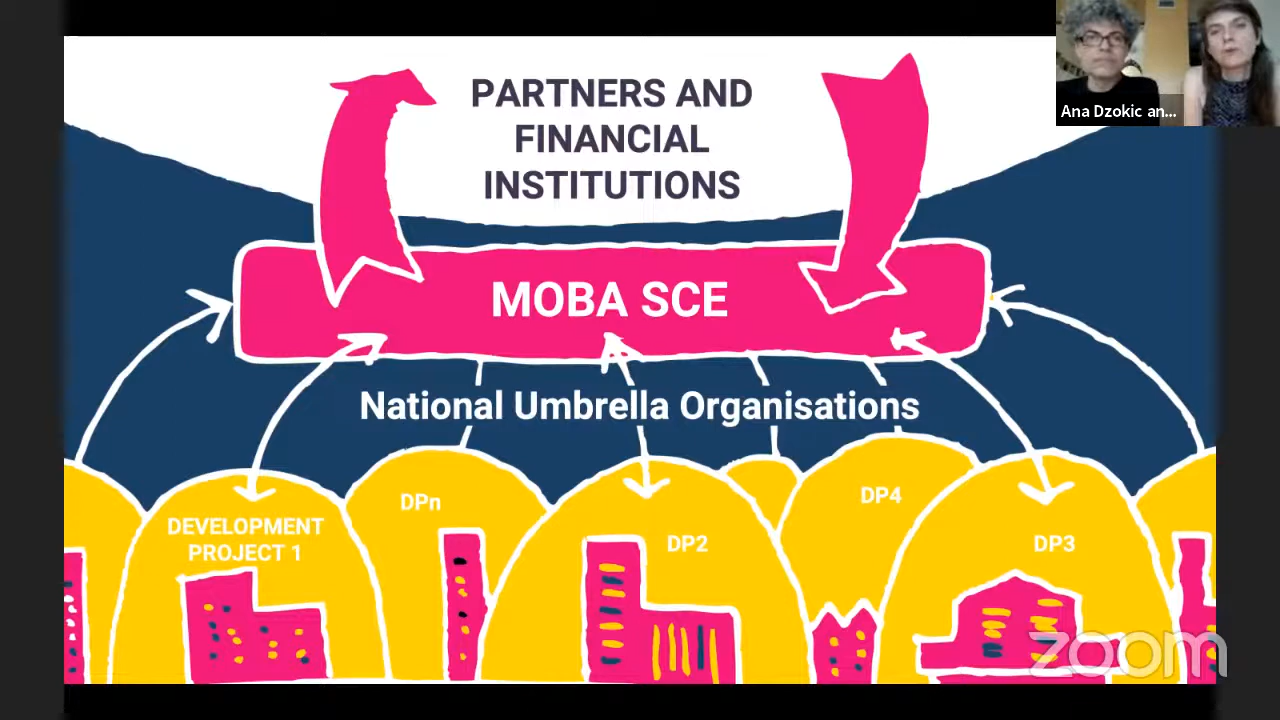 PARTNERS AND
FINANCIAL
INSTITUTIONS
Ana Dzokic an...
MOBA SCE
National Umbrella Organisations
DPn
DP4
DEVELOPMENT
PROJECT 1
DP2
DP3
zoom